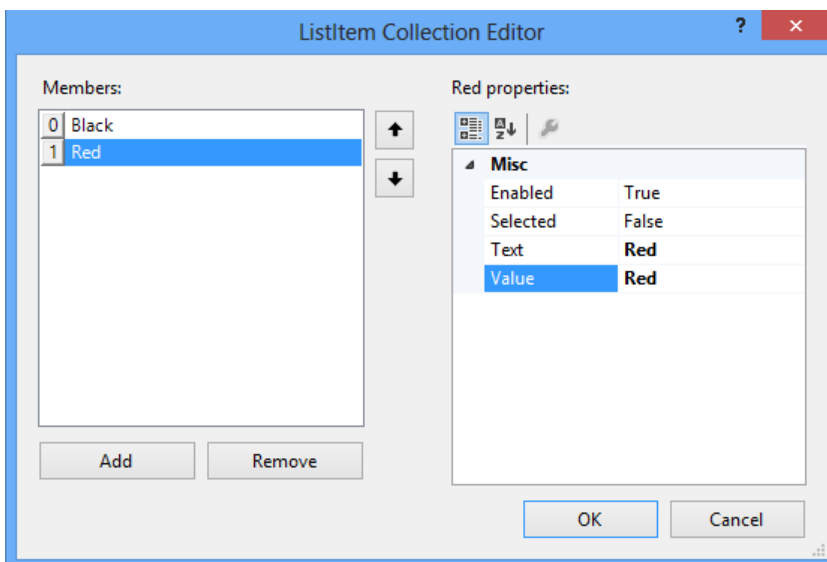 ListItem Collection Editor
?
Members:
0 Black
1 Red
Add
Remove
Red properties:
Misc
Enabled True
Selected False
Text Red
Value Red
OK
Cancel